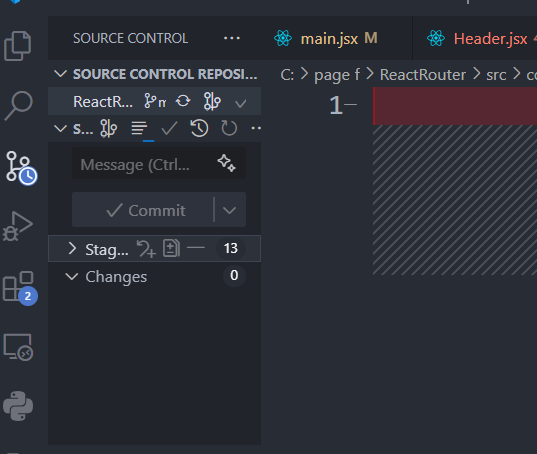 SOURCE CONTROL ···
main.jsx M
Header.jsx
SOURCE CONTROL REPOSI...
C: > page f > ReactRouter > src > co
ReactR...
S...
1
Message (Ctrl...
Commit
Stag... 13
Changes 0
2